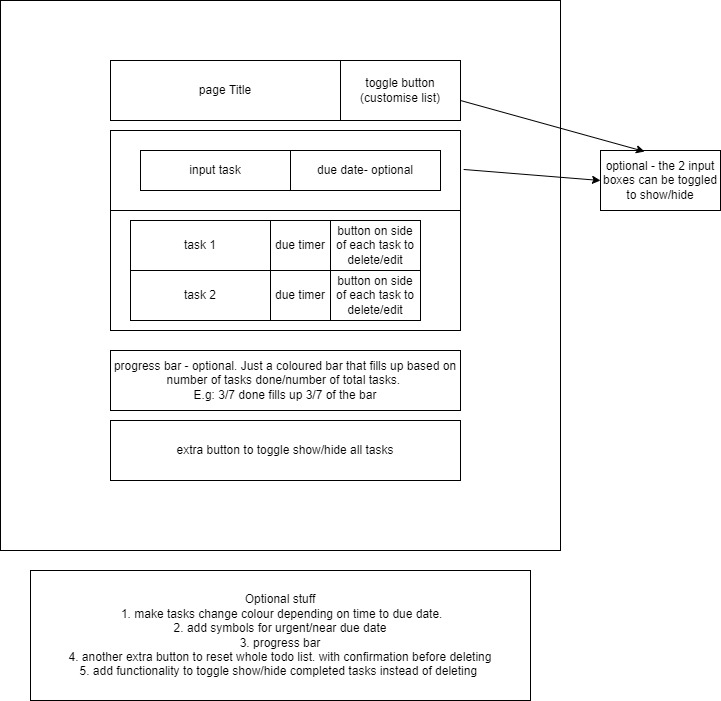 page Title
toggle button
(customise list)
optional - the 2 input
boxes can be toggled
to show/hide
input task
due date- optional
task 1
due timer
button on side
of each task to
delete/edit
task 2
due timer
button on side
of each task to
delete/edit
progress bar - optional. Just a coloured bar that fills up based on
number of tasks done/number of total tasks.
E.g: 3/7 done fills up 3/7 of the bar
extra button to toggle show/hide all tasks
Optional stuff
1. make tasks change colour depending on time to due date.
2. add symbols for urgent/near due date
3. progress bar
4. another extra button to reset whole todo list. with confirmation before deleting
5. add functionality to toggle show/hide completed tasks instead of deleting